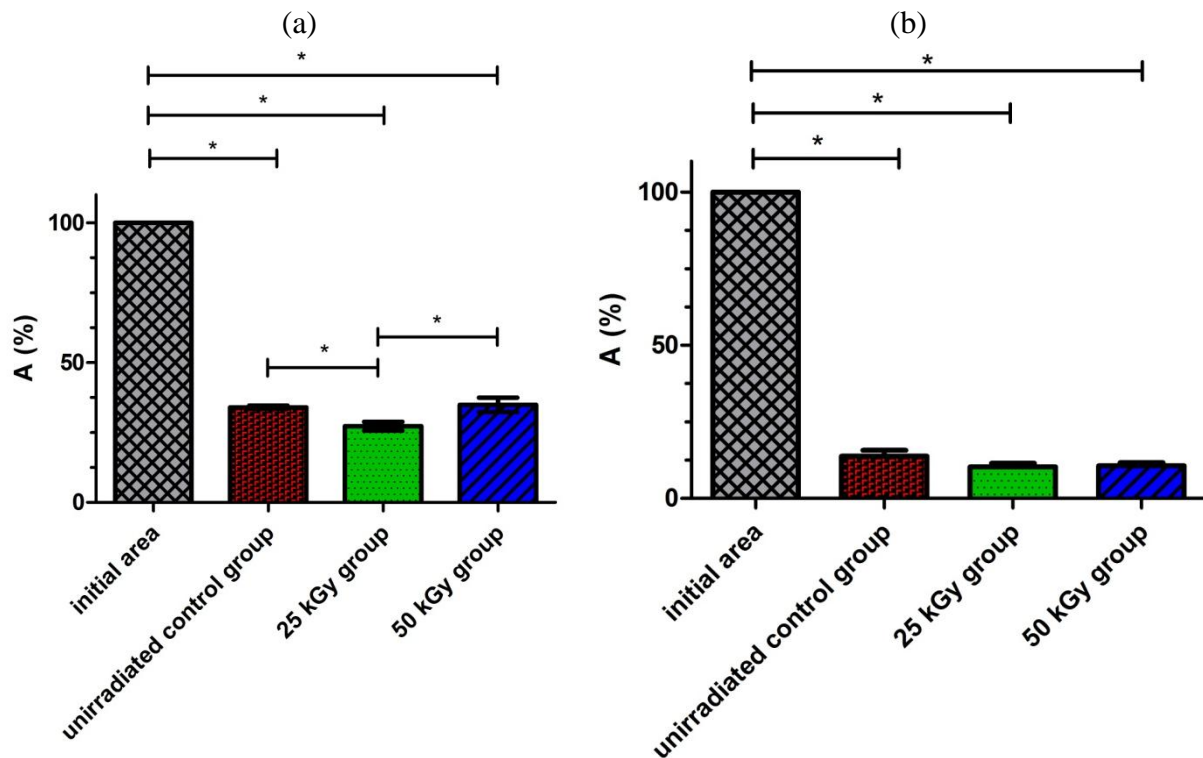 (a)
*
*
*
100
50
0
A (%)
*
*
initial area
unirradiated control group
25 kGy group
50 kGy group
(b)
*
*
*
100
50
0
A (%)
initial area
unirradiated control group
25 kGy group
50 kGy group